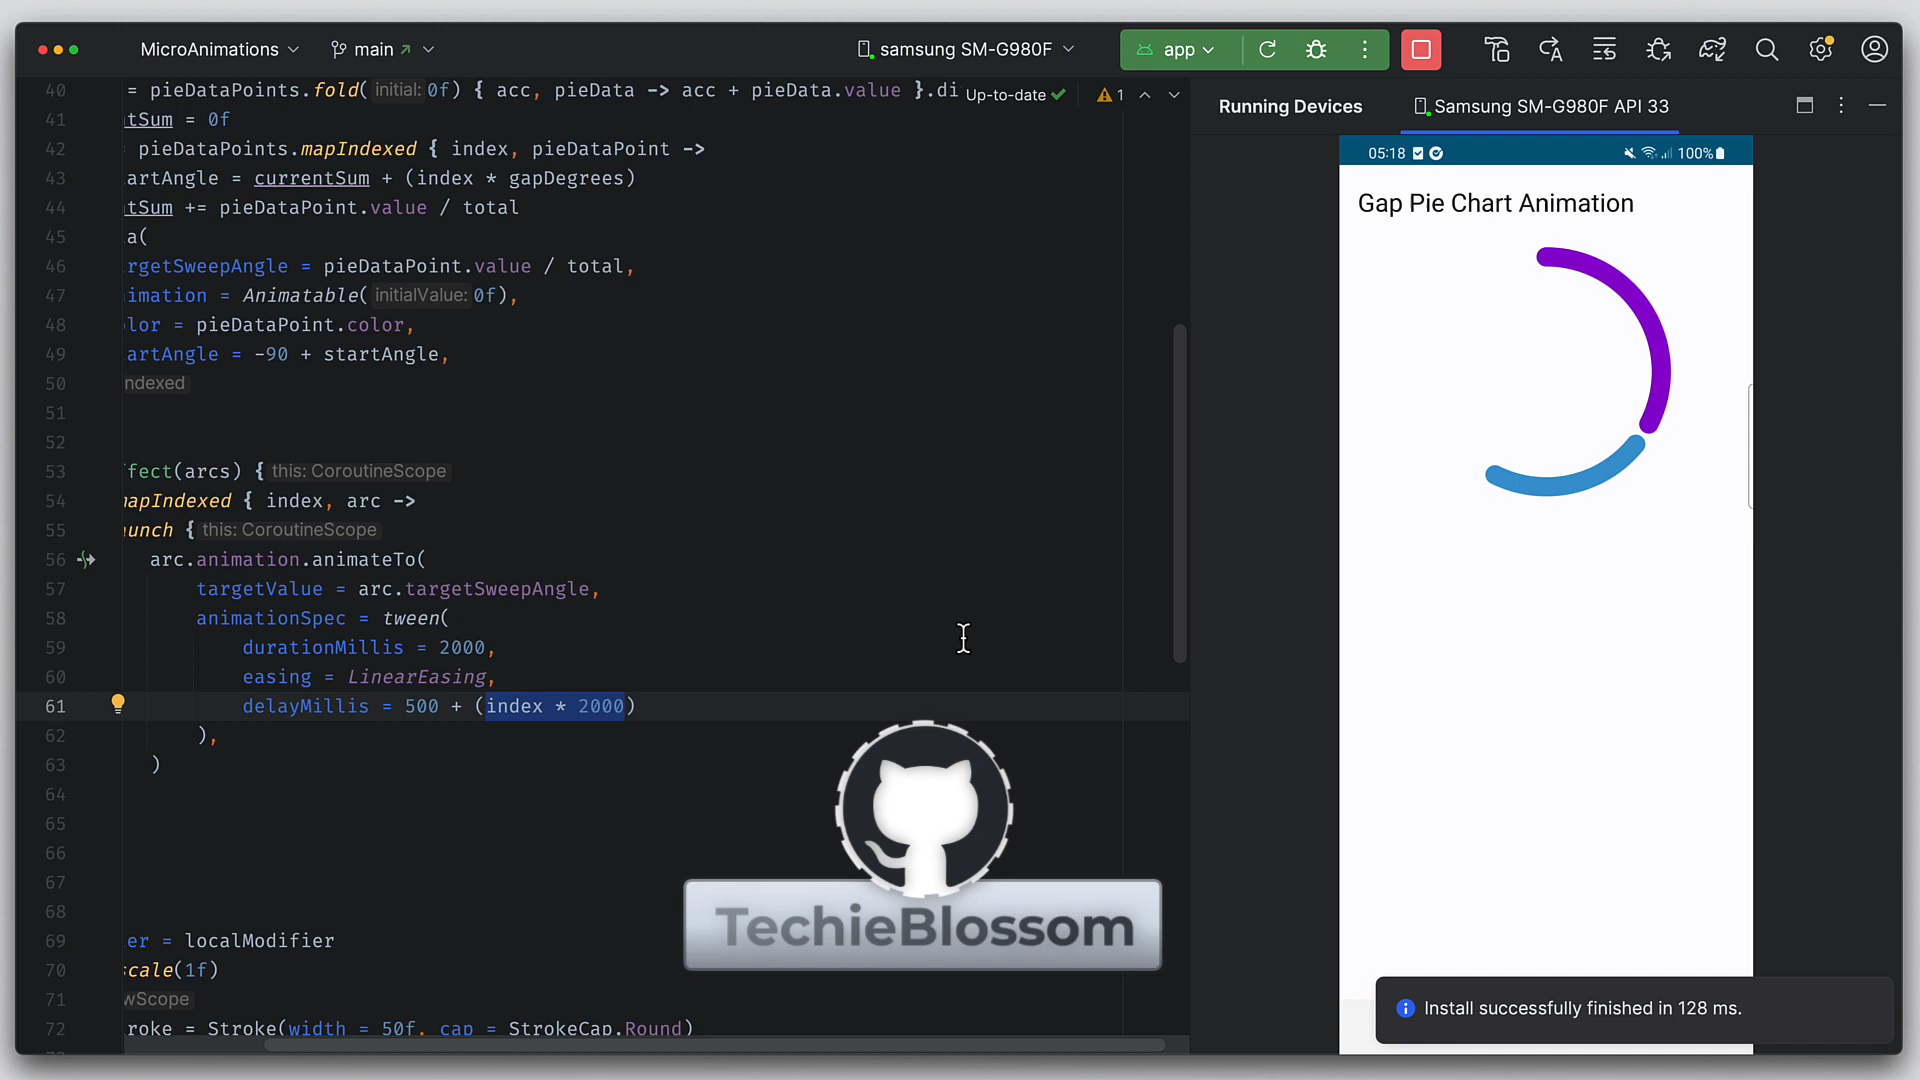 MicroAnimations
main
samsung SM-G980F
app
40 = pieDataPoints.fold( initial: 0f) { acc, pieData -> acc + pieData.value }.di
Up-to-date
1
41 tSum = 0f
42 pieDataPoints.mapIndexed { index, pieDataPoint ->
43 artAngle = currentSum + (index * gapDegrees)
44 tSum += pieDataPoint.value / total
45 a(
46 rgetSweepAngle = pieDataPoint.value / total,
47 imation = Animatable( initialValue: 0f),
48 lor = pieDataPoint.color,
49 artAngle = -90 + startAngle,
50 ndexed
51
52
53 fect(arcs) { this: CoroutineScope
54 mapIndexed { index, arc ->
55 unch { this: CoroutineScope
56 arc.animation.animateTo(
57 targetValue = arc.targetSweepAngle,
58 animationSpec = tween(
59 durationMillis = 2000,
60 easing = LinearEasing,
61 delayMillis = 500 + (index * 2000)
62 ),
63 )
64
65
66
67
68
69 er = localModifier
70 scale(1f)
71 wScope
72 roke = Stroke(width = 50f, cap = StrokeCap.Round)
TechieBlossom
Running Devices
Samsung SM-G980F API 33
05:18
100%
Gap Pie Chart Animation
Install successfully finished in 128 ms.